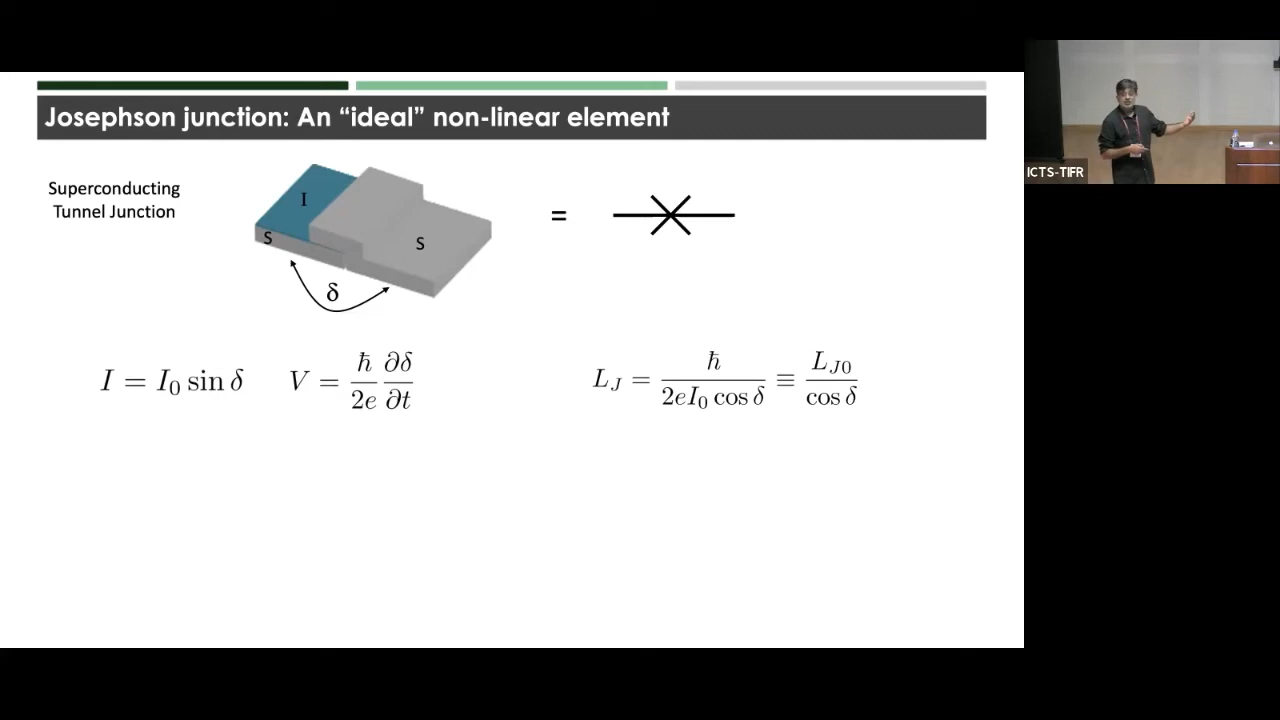 Josephson junction: An “ideal” non-linear element
Superconducting
Tunnel Junction
I
S
S
δ
=
I = I₀ sin δ
V = ħ/2e ∂δ/∂t
L_J = ħ/(2eI₀ cos δ) ≡ L_J0/cos δ
ICTS-TIFR